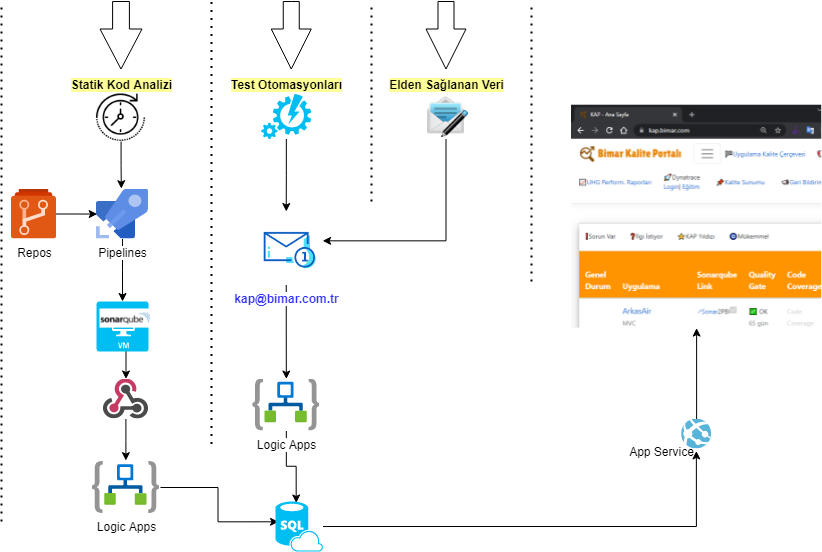 Statik Kod Analizi
Test Otomasyonları
Elden Sağlanan Veri
Repos
Pipelines
sonarqube
VM
Logic Apps
1
kap@bimar.com.tr
Logic Apps
SQL
App Service
KAP - Ana Sayfa
kap.bimar.com
Bimar Kalite Portalı
Uygulama Kalite Çerçevesi
UHG Perform. Raporları
Dynatrace
Login| Eğitim
Kalite Sunumu
Geri Bildirim
Sorun Var
İlgi İstiyor
KAP Yıldızı
Mükemmel
Genel Durum
Uygulama
Sonarqube Link
Quality Gate
Code Coverage
ArkasAir
MVC
OK
65 gün
Code Coverage